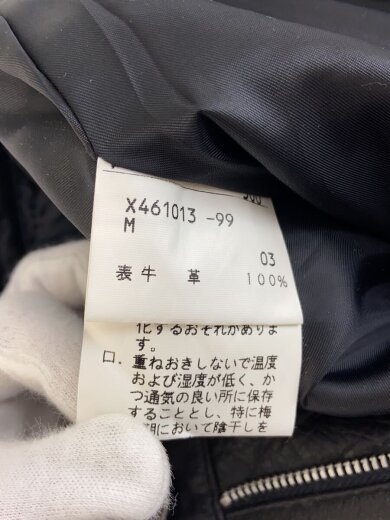 X461013 -99
M
03
表牛 革 100%
化するおそれがありま
す。
ロ. 重ねおきしないで温度
および湿度が低く、か
つ通気の良い所に保存
することとし、特に梅
期において陰干しを